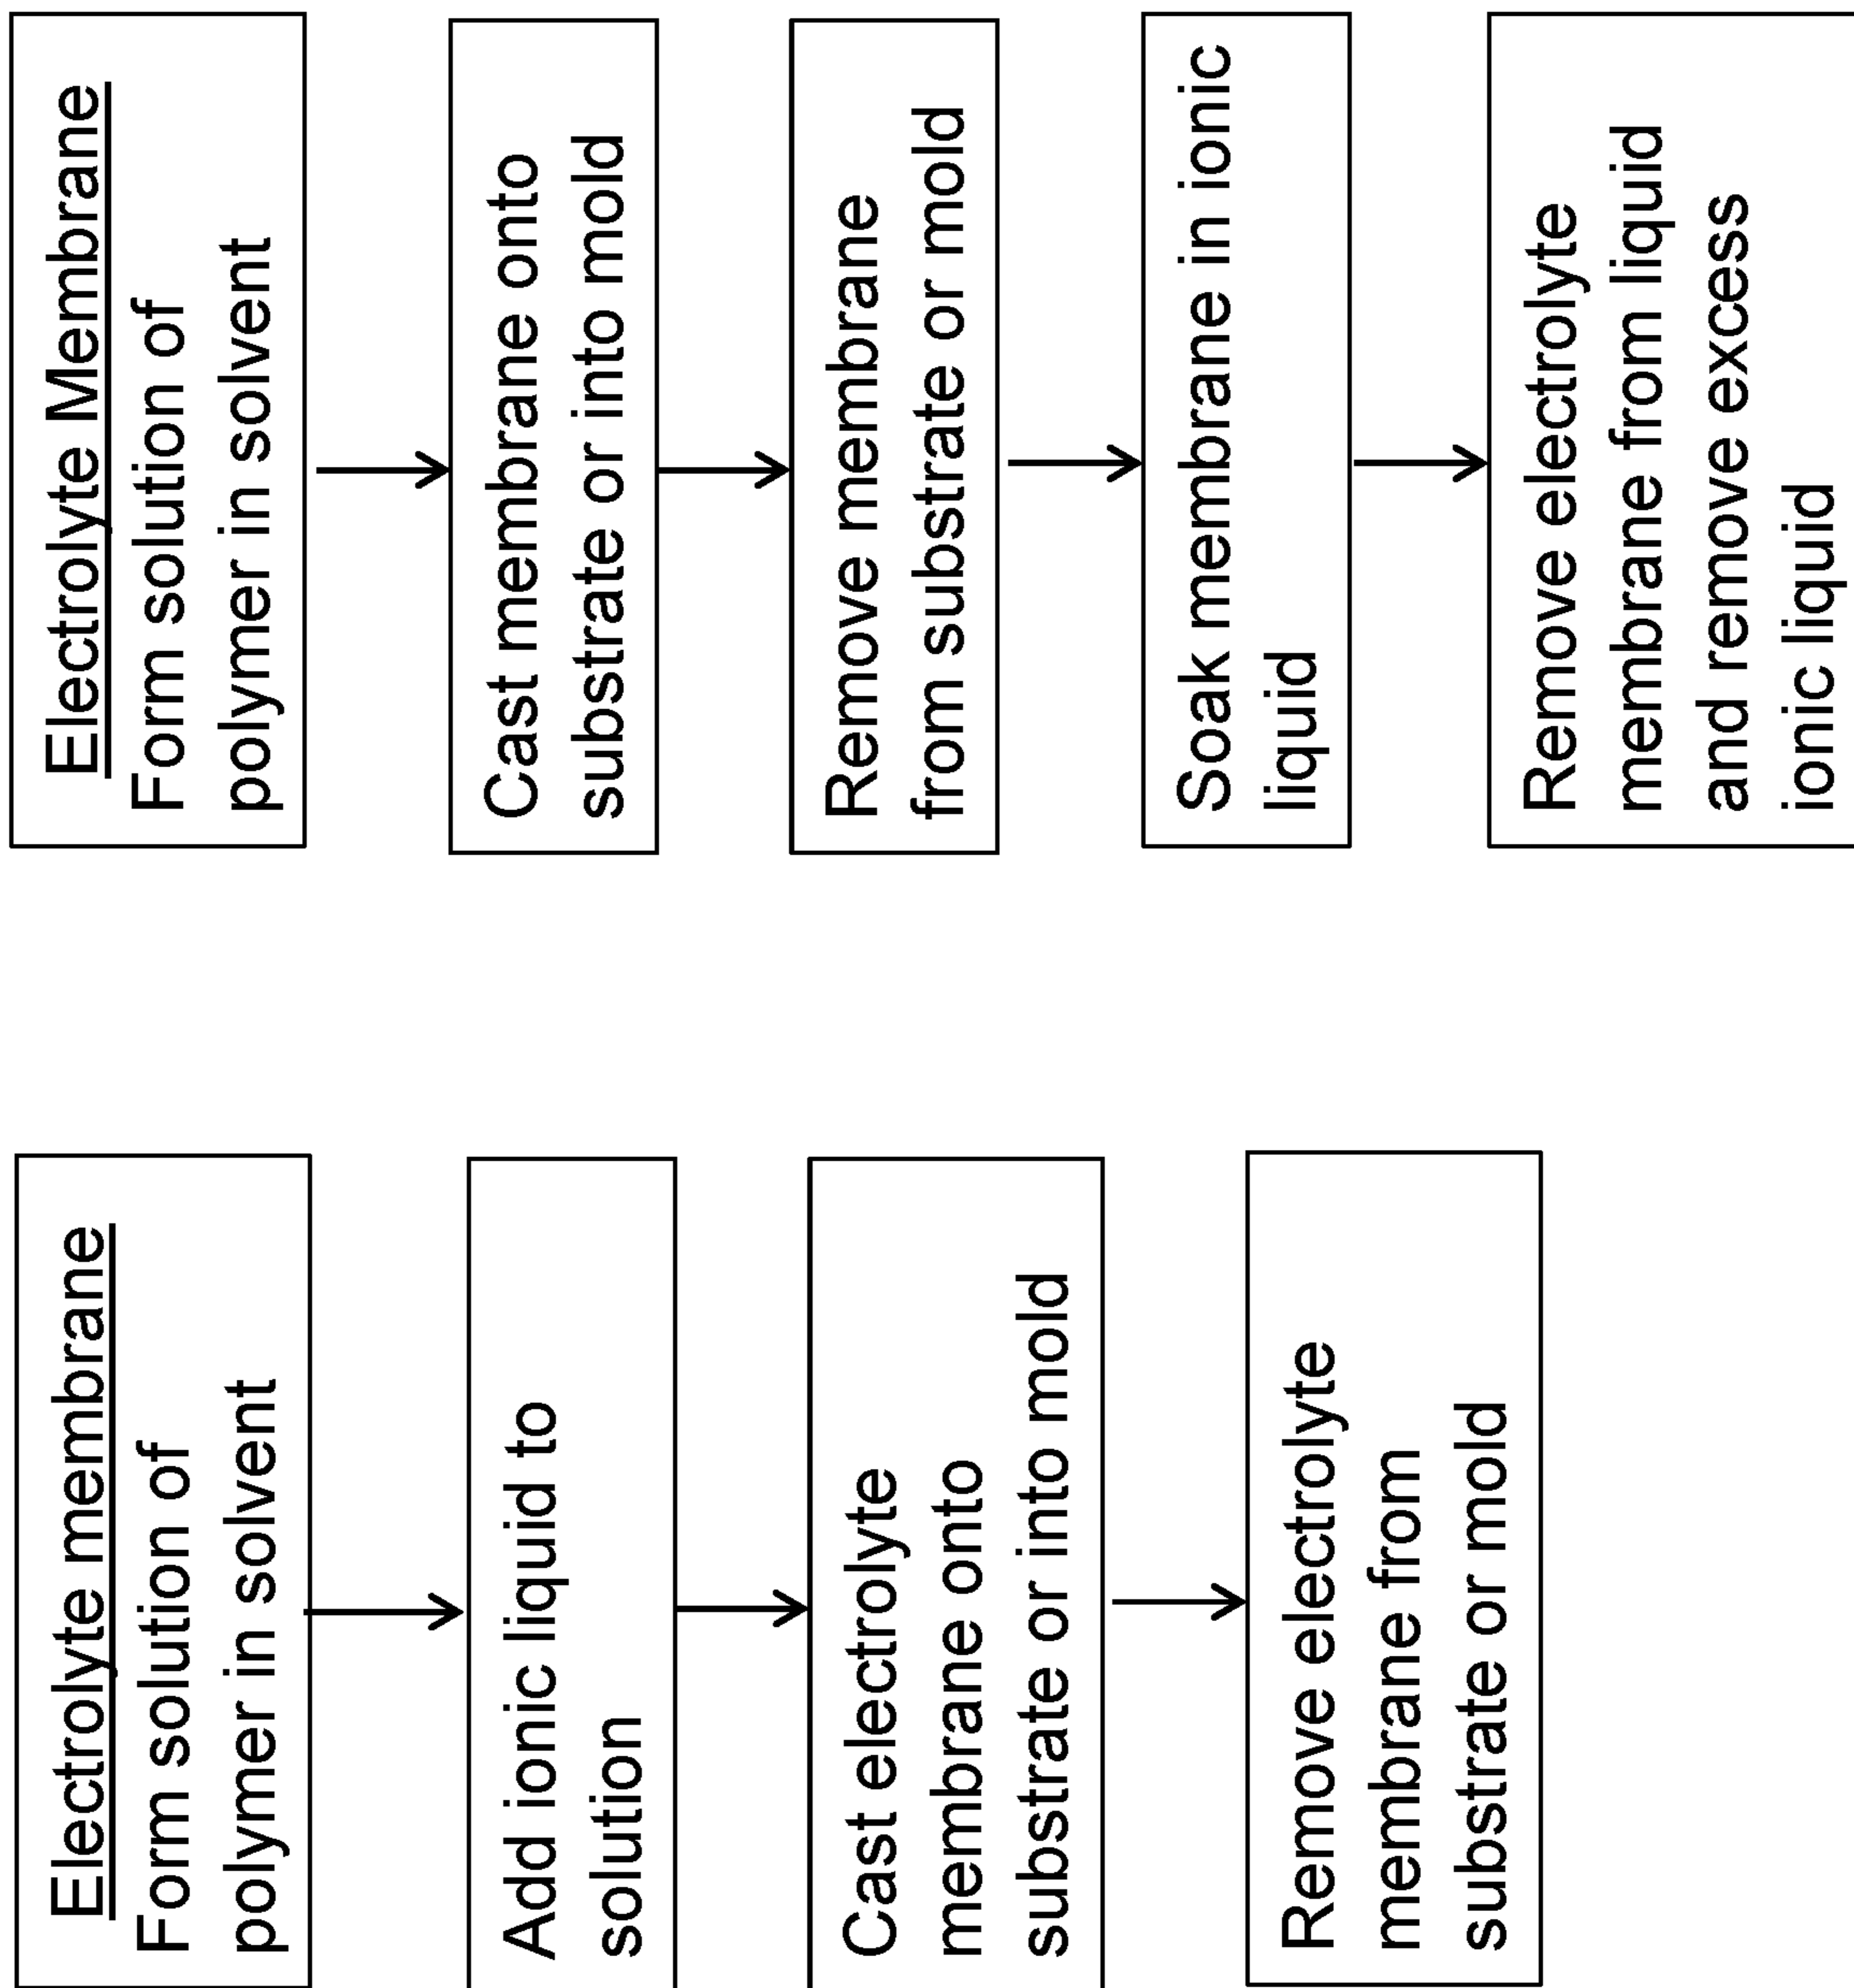 Electrolyte membrane
Form solution of
polymer in solvent
Add ionic liquid to
solution
Cast electrolyte
membrane onto
substrate or into mold
Remove electrolyte
membrane from
substrate or mold
Electrolyte Membrane
Form solution of
polymer in solvent
Cast membrane onto
substrate or into mold
Remove membrane
from substrate or mold
Soak membrane in ionic
liquid
Remove electrolyte
membrane from liquid
and remove excess
ionic liquid